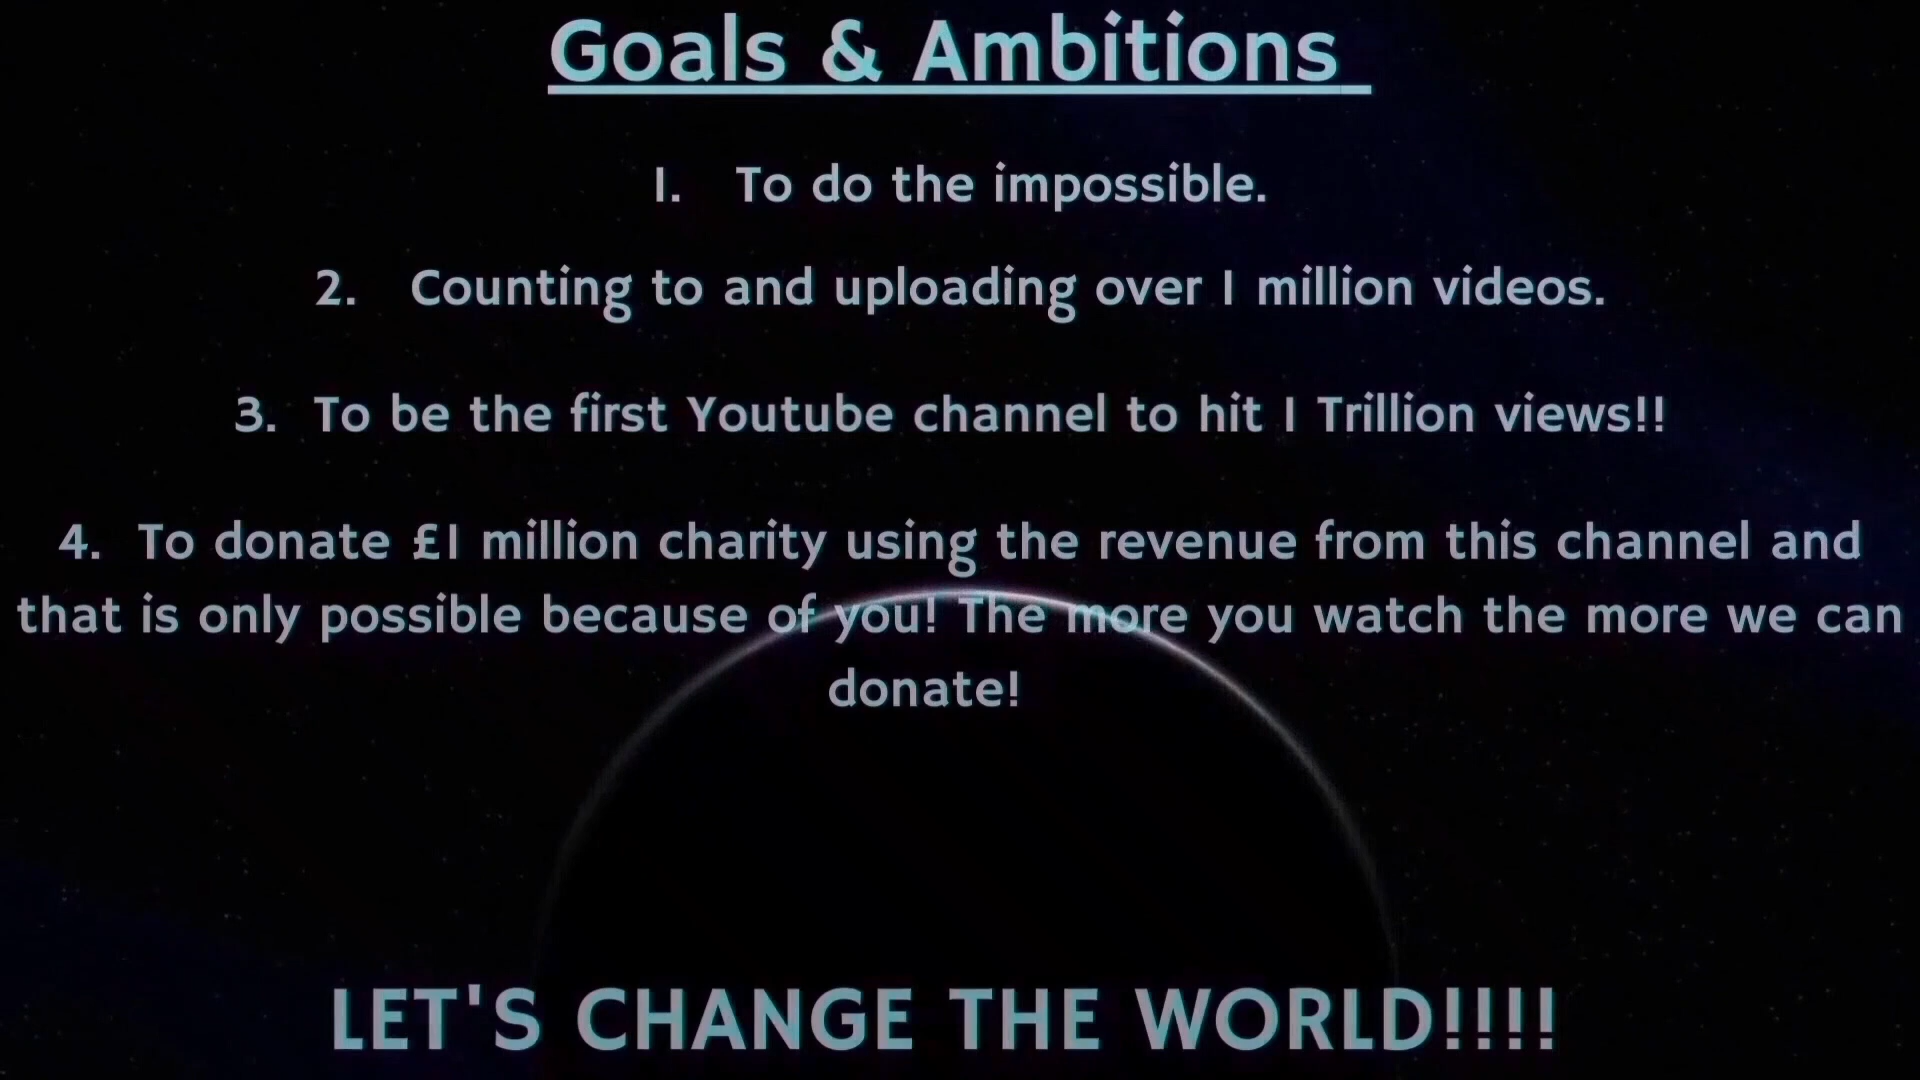 Goals & Ambitions
1. To do the impossible.
2. Counting to and uploading over 1 million videos.
3. To be the first Youtube channel to hit 1 Trillion views!!
4. To donate £1 million charity using the revenue from this channel and
that is only possible because of you! The more you watch the more we can
donate!
LET'S CHANGE THE WORLD!!!!